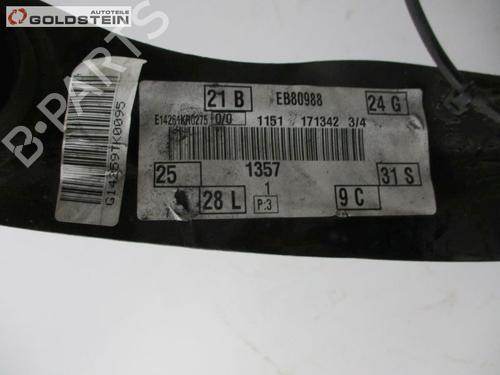 AUTOTEILE
GOLDSTEIN
B-PARTS
21 B
EB80988
24 G
E14261KR0275
0/0
1151 171342 3/4
G14359TK0095
25
1357
31 S
1
28 L
P:3
9 C